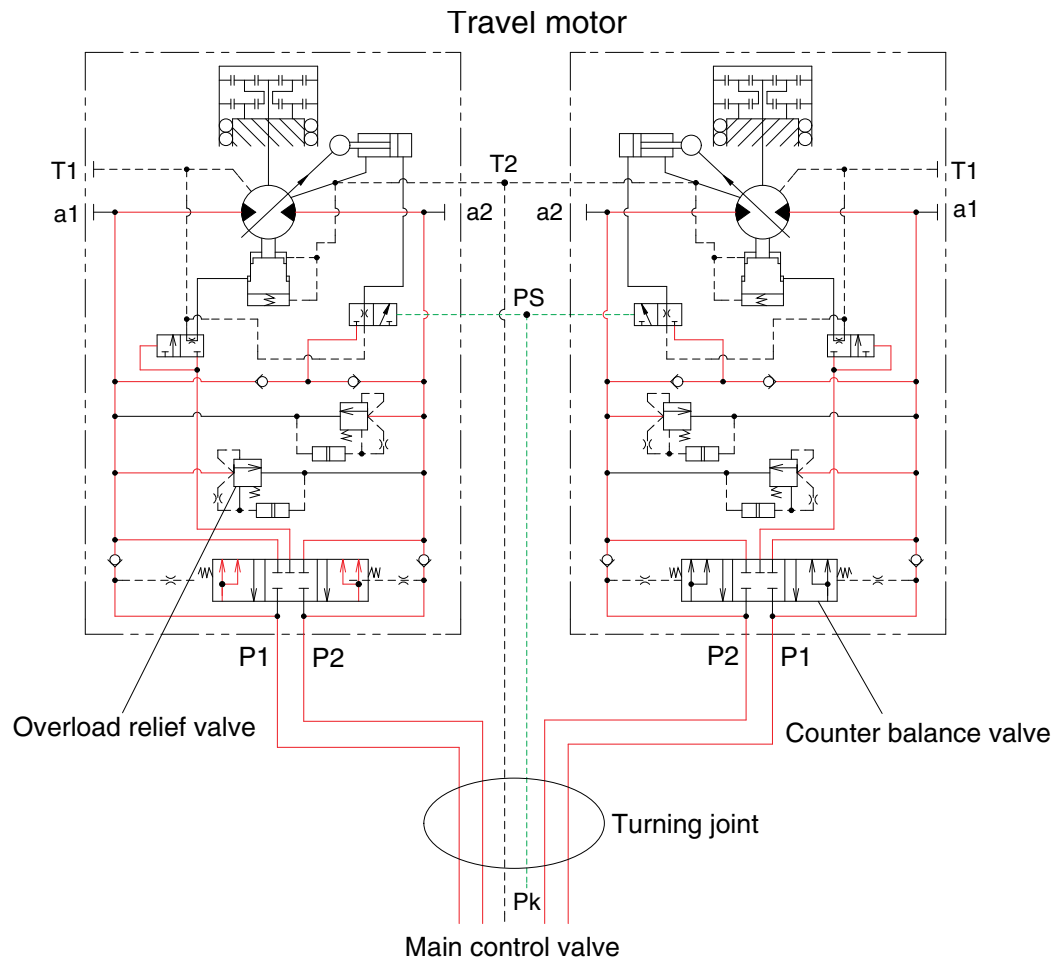 Travel motor
T1
T2
T1
a1
a2
a2
a1
PS
P1
P2
P2
P1
Overload relief valve
Counter balance valve
Turning joint
Pk
Main control valve